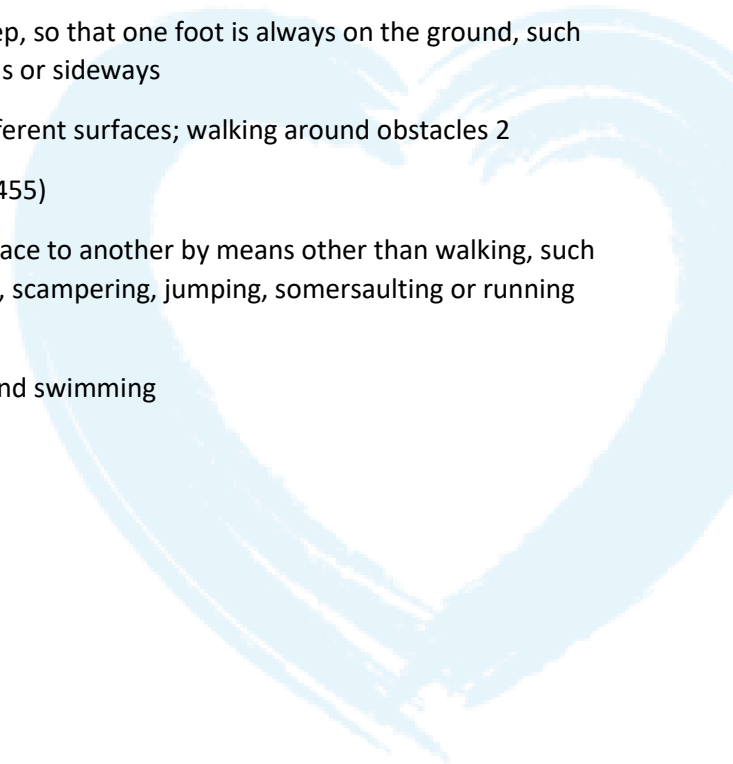 ep, so that one foot is always on the ground, such
s or sideways
ferent surfaces; walking around obstacles 2
455)
ace to another by means other than walking, such
, scampering, jumping, somersaulting or running
nd swimming